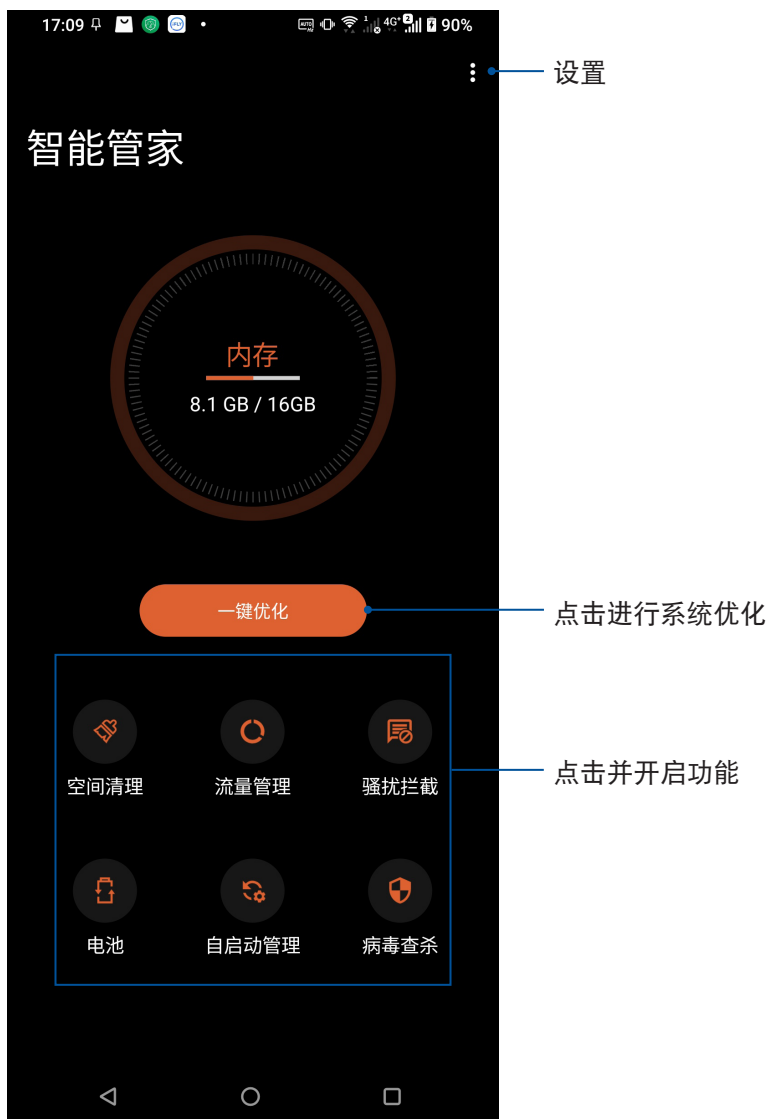 17:09 4G+ 2 90%
设置
智能管家
内存
8.1 GB / 16GB
一键优化
点击进行系统优化
空间清理 流量管理 骚扰拦截
点击并开启功能
电池 自启动管理 病毒查杀